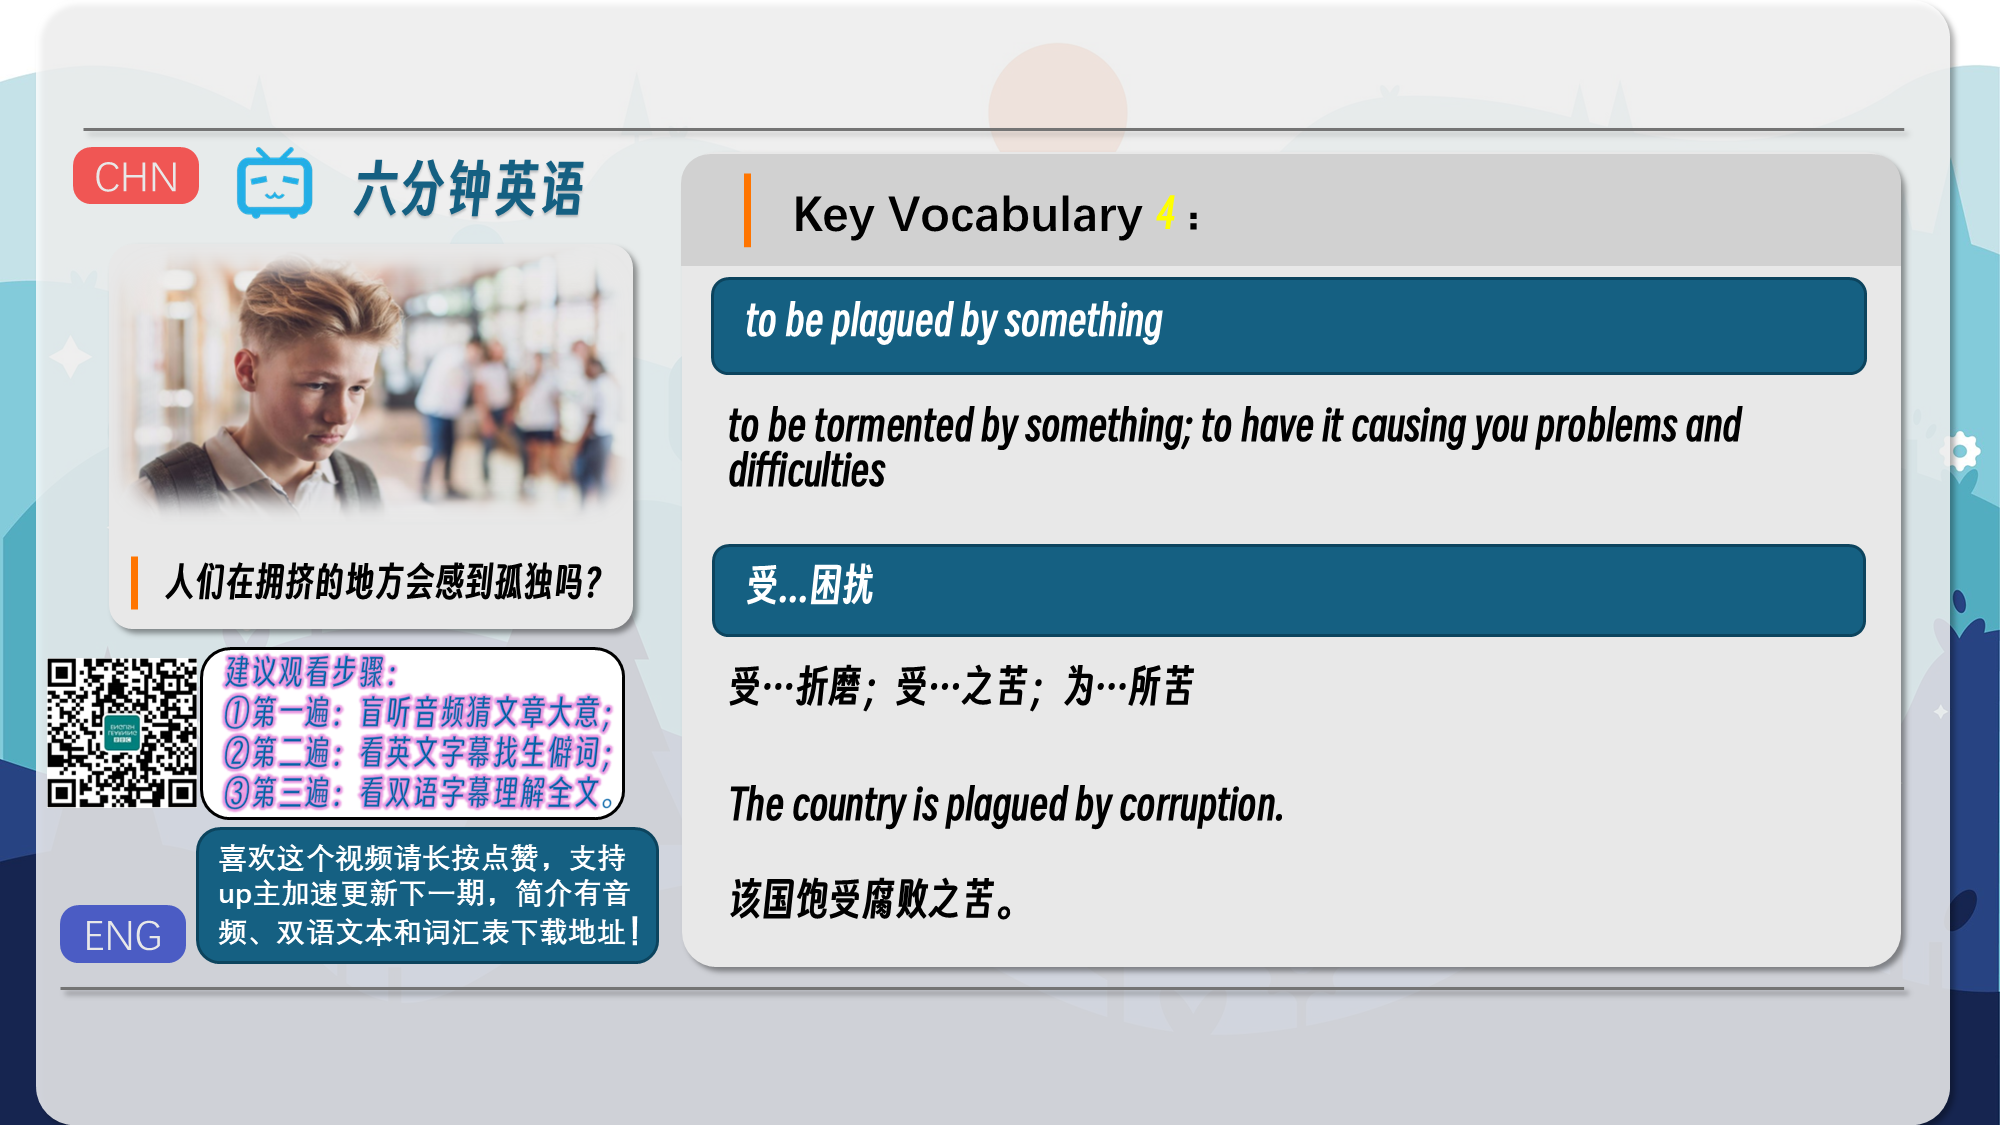 CHN
六分钟英语
人们在拥挤的地方会感到孤独吗？
建议观看步骤：
①第一遍：盲听音频猜文章大意；
②第二遍：看英文字幕找生僻词；
③第三遍：看双语字幕理解全文。
喜欢这个视频请长按点赞，支持
up主加速更新下一期，简介有音
频、双语文本和词汇表下载地址！
ENG
Key Vocabulary 4：
to be plagued by something
to be tormented by something; to have it causing you problems and
difficulties
受...困扰
受…折磨；受…之苦；为…所苦
The country is plagued by corruption.
该国饱受腐败之苦。